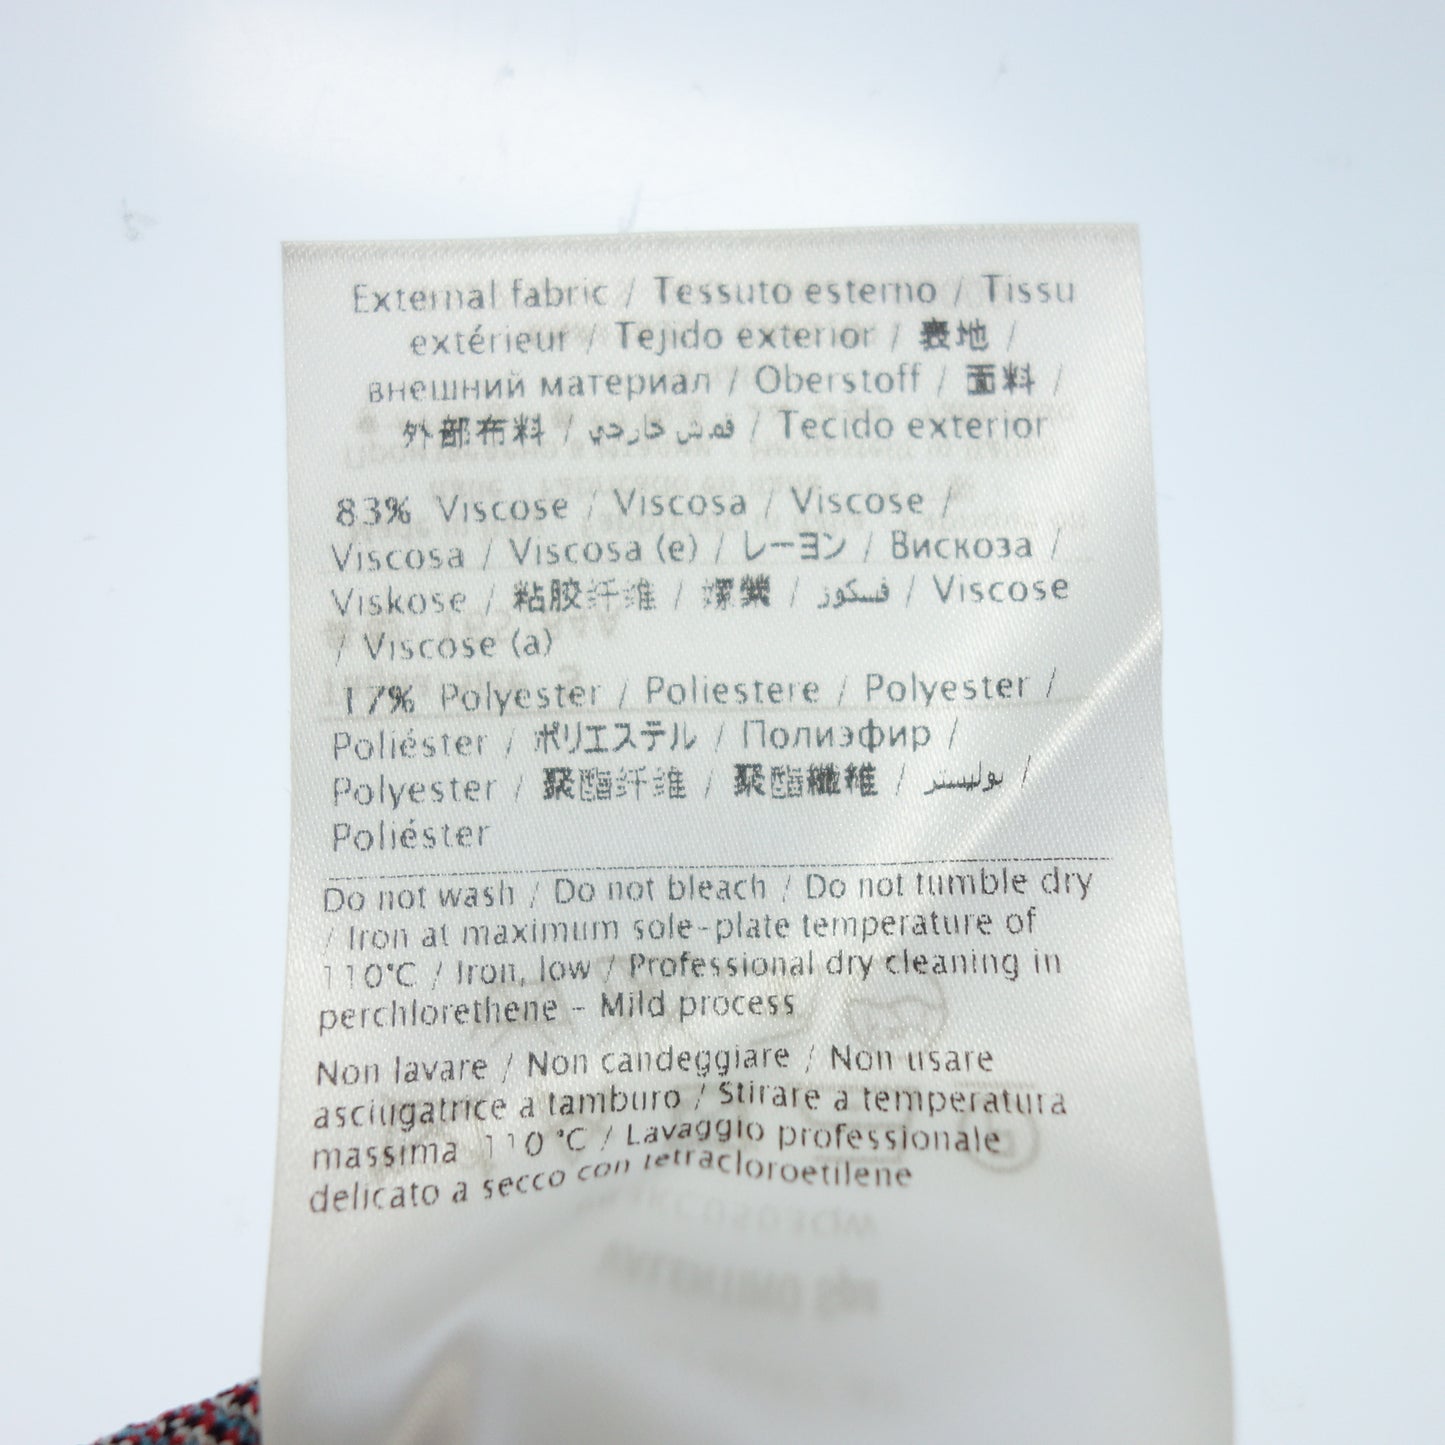 External fabric / Tessuto esterno / Tissu
extérieur / Tejido exterior / 表地 /
внешний материал / Oberstoff / 面料 /
外部布料 / قماش خارجي / Tecido exterior
83% Viscose / Viscosa / Viscose /
Viscosa / Viscosa (e) / レーヨン / Вискоза /
Viskose / 粘胶纤维 / 嫘縈 / فسكوز / Viscose
/ Viscose (a)
17% Polyester / Poliestere / Polyester /
Poliéster / ポリエステル / Полиэфир /
Polyester / 聚酯纤维 / 聚酯纖維 / بوليستر /
Poliéster
Do not wash / Do not bleach / Do not tumble dry
/ Iron at maximum sole-plate temperature of
110°C / Iron, low / Professional dry cleaning in
perchlorethene - Mild process
Non lavare / Non candeggiare / Non usare
asciugatrice a tamburo / Stirare a temperatura
massima 110 °C / Lavaggio professionale
delicato a secco con tetracloroetilene